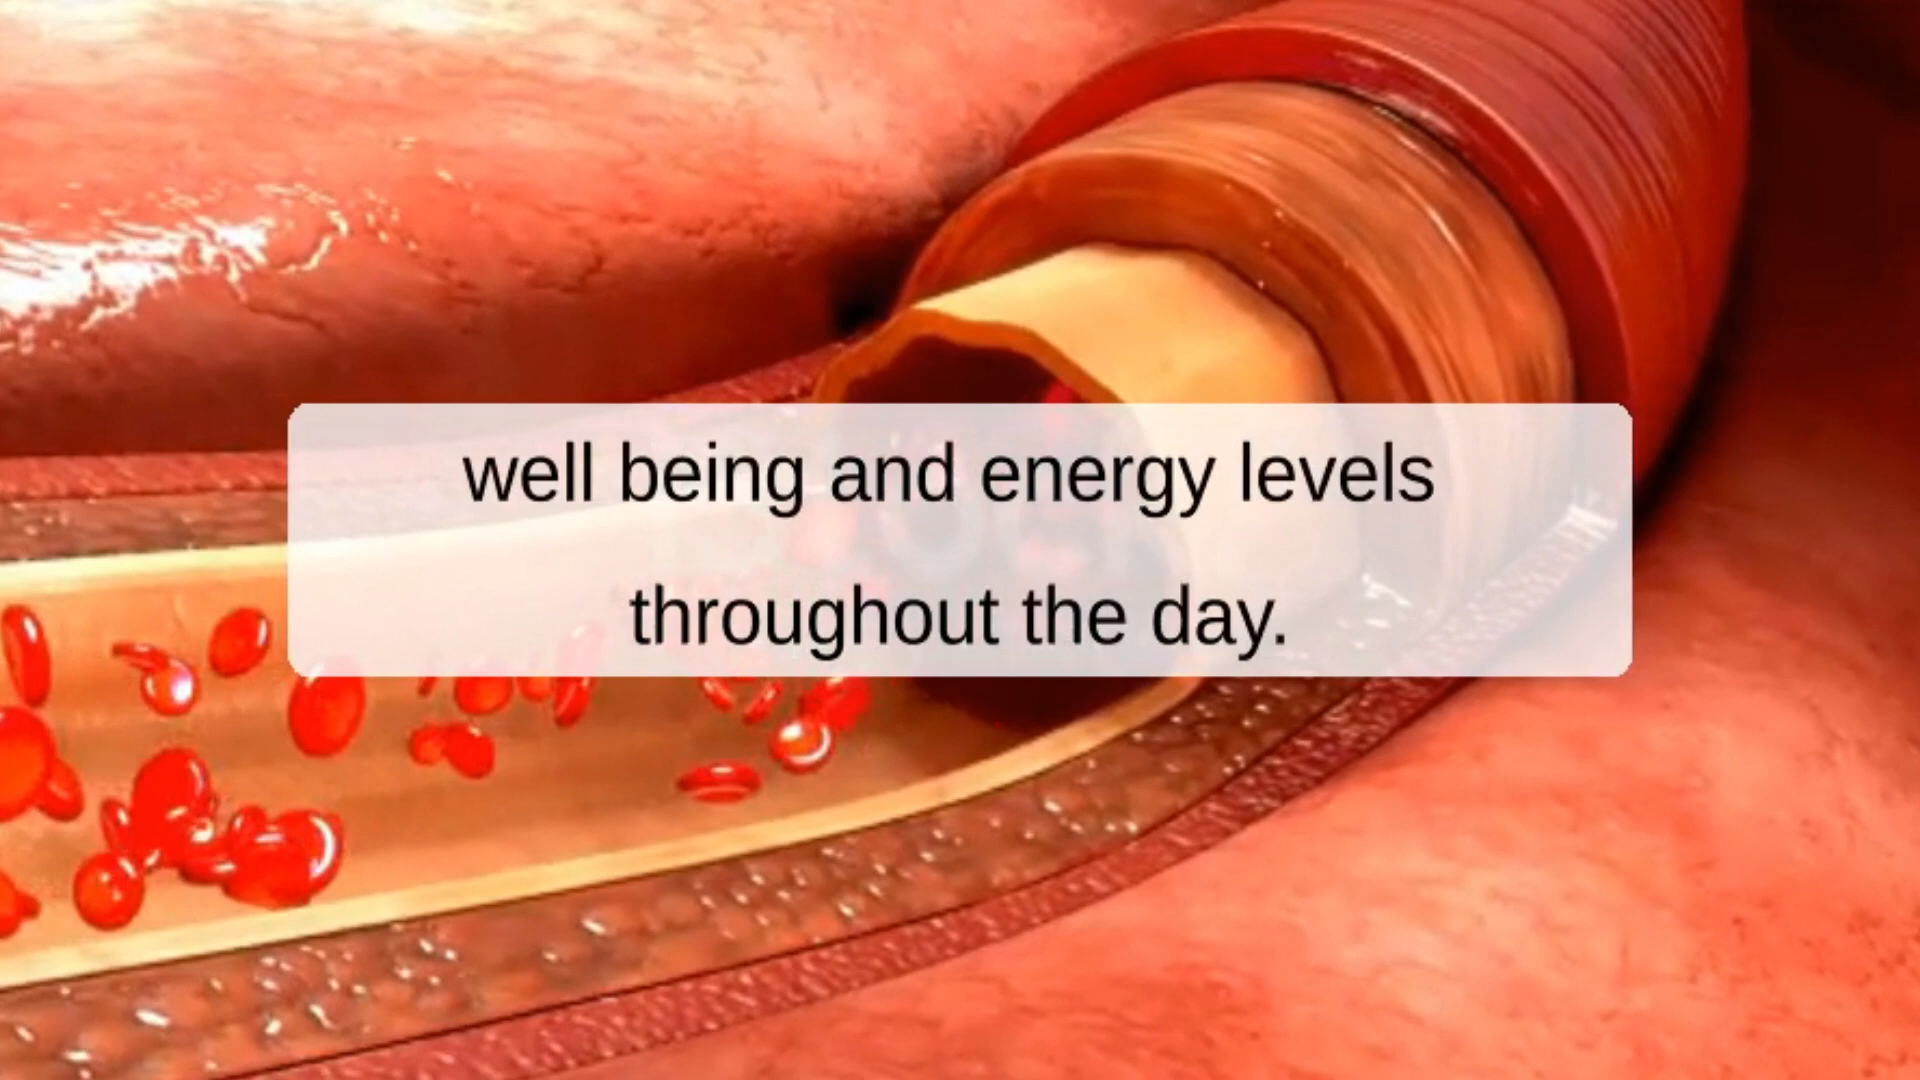 well being and energy levels
throughout the day.